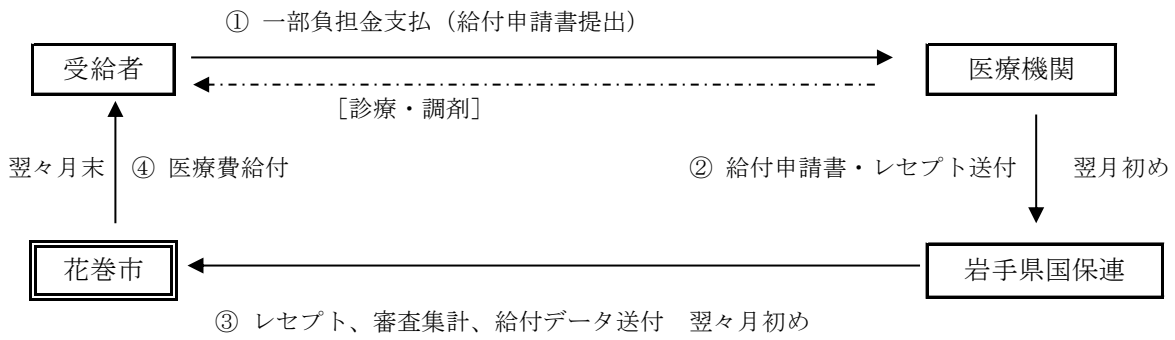 ① 一部負担金支払（給付申請書提出）
受給者
医療機関
［診療・調剤］
翌々月末
④ 医療費給付
② 給付申請書・レセプト送付　翌月初め
花巻市
岩手県国保連
③ レセプト、審査集計、給付データ送付　翌々月初め